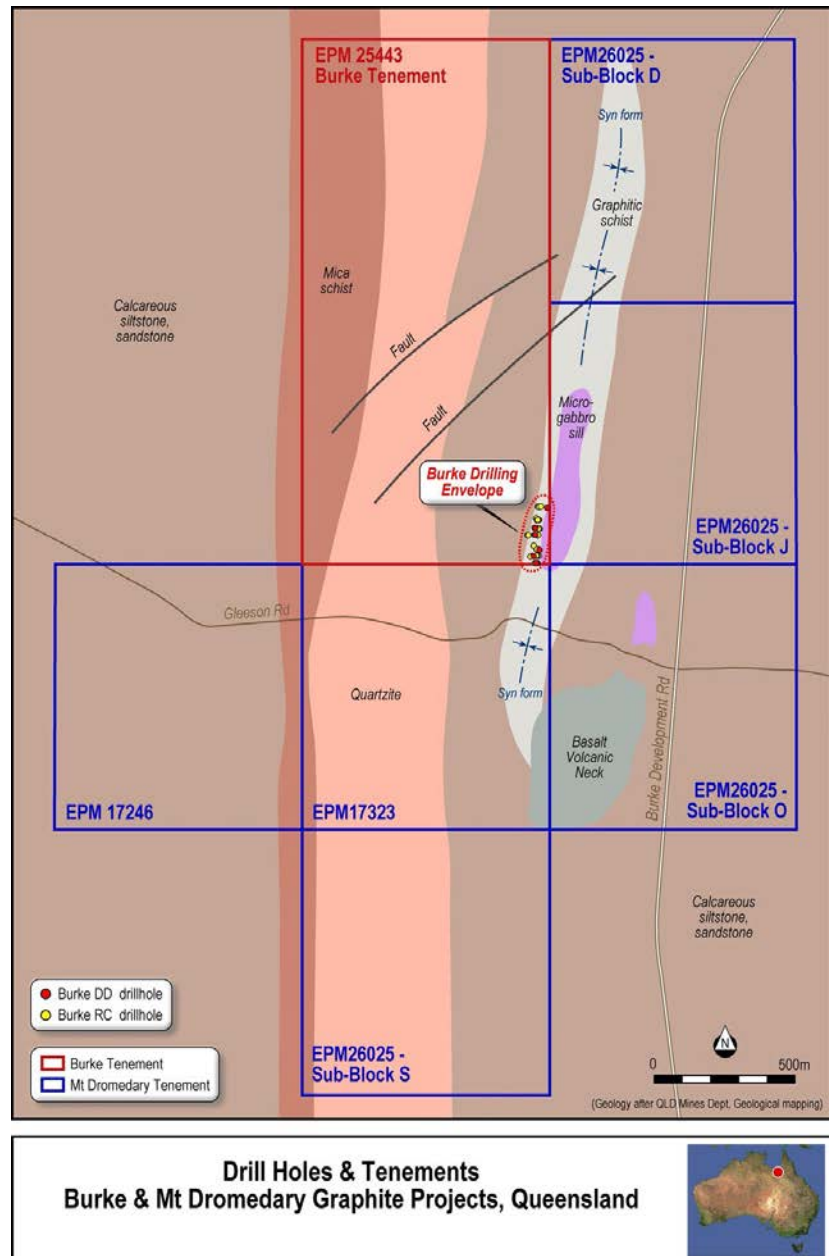 EPM 25443
Burke Tenement
EPM26025 -
Sub-Block D
Syn form
Graphitic
schist
Mica
schist
Calcareous
siltstone,
sandstone
Fault
Fault
Micro-
gabbro
sill
Burke Drilling
Envelope
EPM26025 -
Sub-Block J
Gleeson Rd
Quartzite
Syn form
Basalt
Volcanic
Neck
Burke Development Rd
EPM26025 -
Sub-Block O
EPM 17246
EPM17323
Calcareous
siltstone,
sandstone
Burke DD drillhole
Burke RC drillhole
Burke Tenement
Mt Dromedary Tenement
EPM26025 -
Sub-Block S
N
0 500m
(Geology after QLD Mines Dept, Geological mapping)
Drill Holes & Tenements
Burke & Mt Dromedary Graphite Projects, Queensland